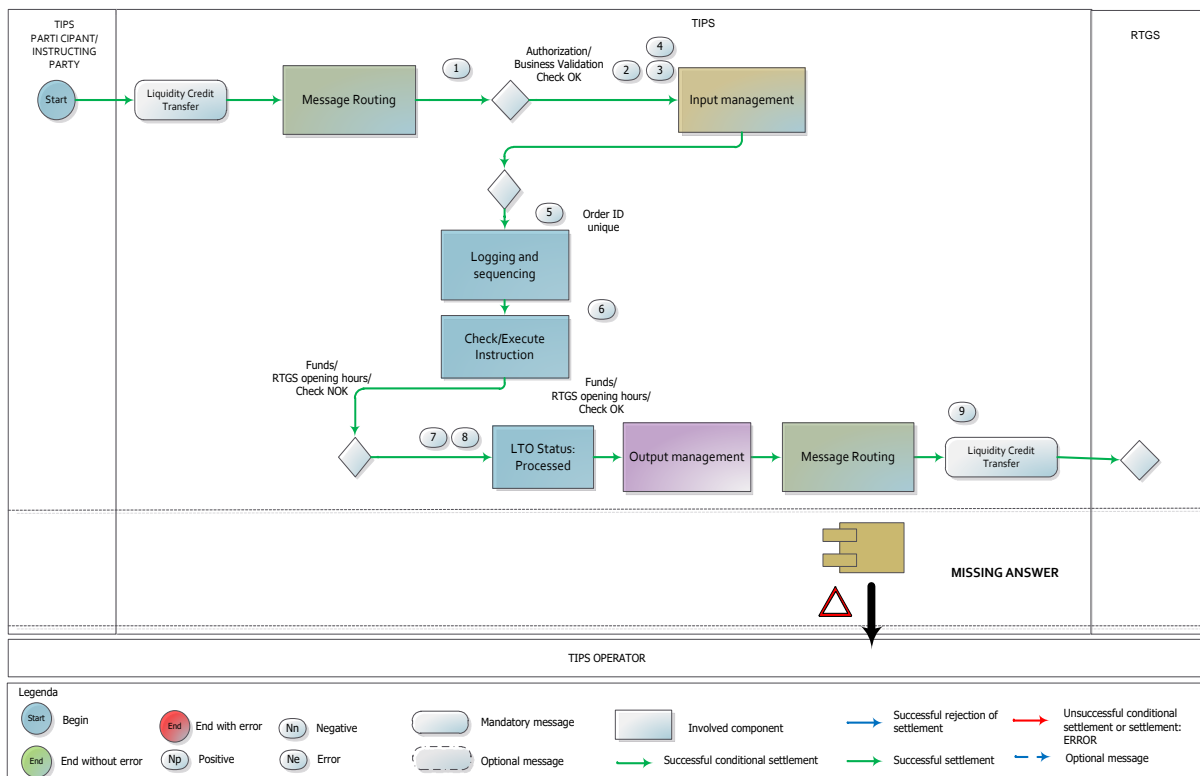 TIPS
PARTI CIPANT/
INSTRUCTING
PARTY
TIPS
RTGS
Start
Liquidity Credit
Transfer
Message Routing
1
Authorization/
Business Validation
Check OK
2
4
3
Input management
5
Order ID
unique
Logging and
sequencing
6
Check/Execute
Instruction
Funds/
RTGS opening hours/
Check NOK
7
8
LTO Status:
Processed
Funds/
RTGS opening hours/
Check OK
Output management
Message Routing
9
Liquidity Credit
Transfer
MISSING ANSWER
TIPS OPERATOR
Legenda
Start
Begin
End
End with error
Nn
Negative
Mandatory message
Involved component
Successful rejection of
settlement
Unsuccessful conditional
settlement or settlement:
ERROR
End
End without error
Np
Positive
Ne
Error
Optional message
Successful conditional settlement
Successful settlement
Optional message